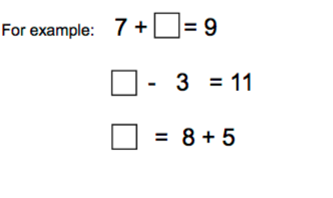 For example: 7 + □ = 9
□ - 3 = 11
□ = 8 + 5